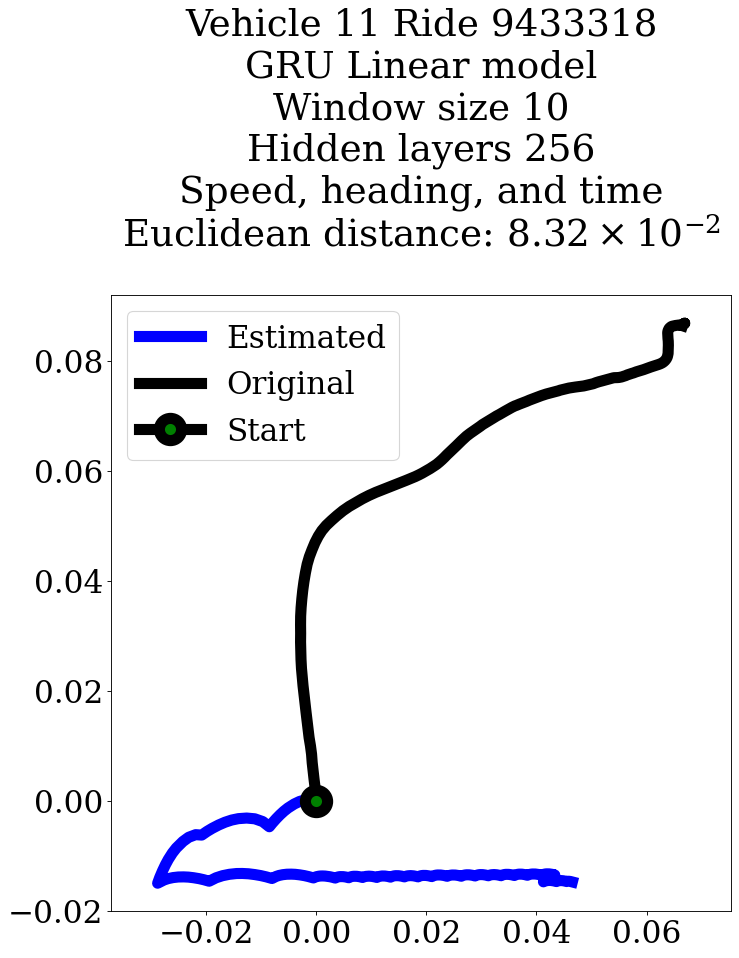 Vehicle 11 Ride 9433318
GRU Linear model
Window size 10
Hidden layers 256
Speed, heading, and time
Euclidean distance: 8.32 × 10⁻²
Estimated
Original
Start
0.08
0.06
0.04
0.02
0.00
−0.02
−0.02 0.00 0.02 0.04 0.06